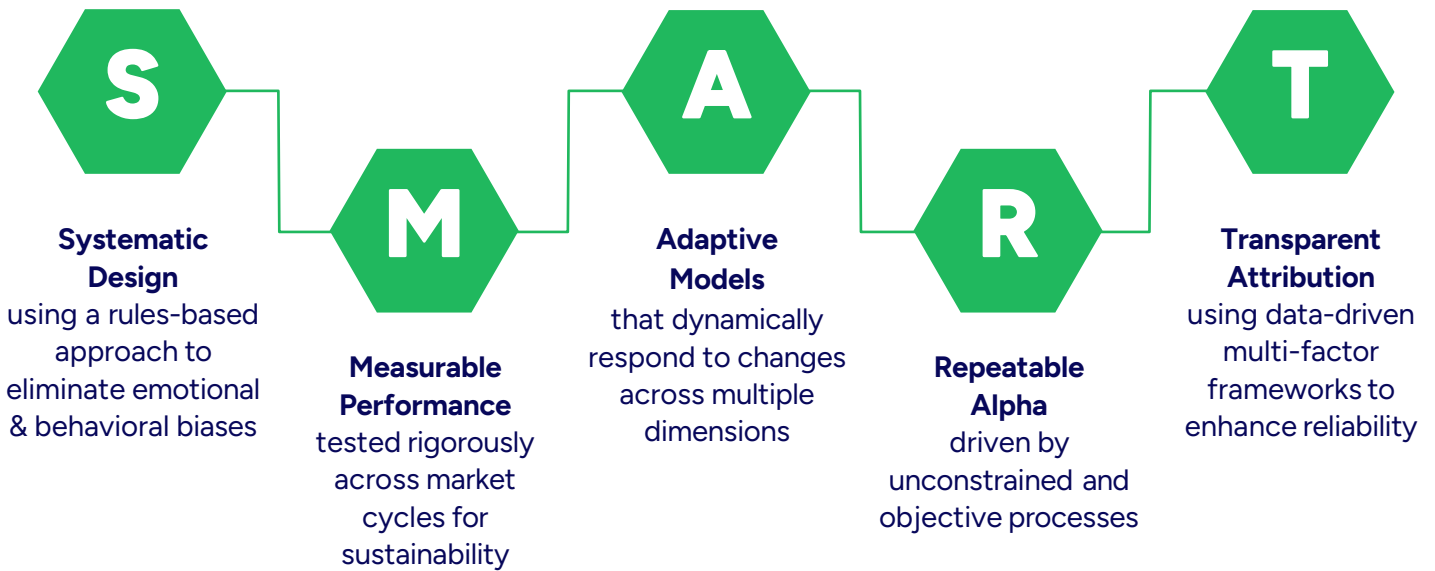 S
Systematic
Design
using a rules-based
approach to
eliminate emotional
& behavioral biases
M
Measurable
Performance
tested rigorously
across market
cycles for
sustainability
A
Adaptive
Models
that dynamically
respond to changes
across multiple
dimensions
R
Repeatable
Alpha
driven by
unconstrained and
objective processes
T
Transparent
Attribution
using data-driven
multi-factor
frameworks to
enhance reliability